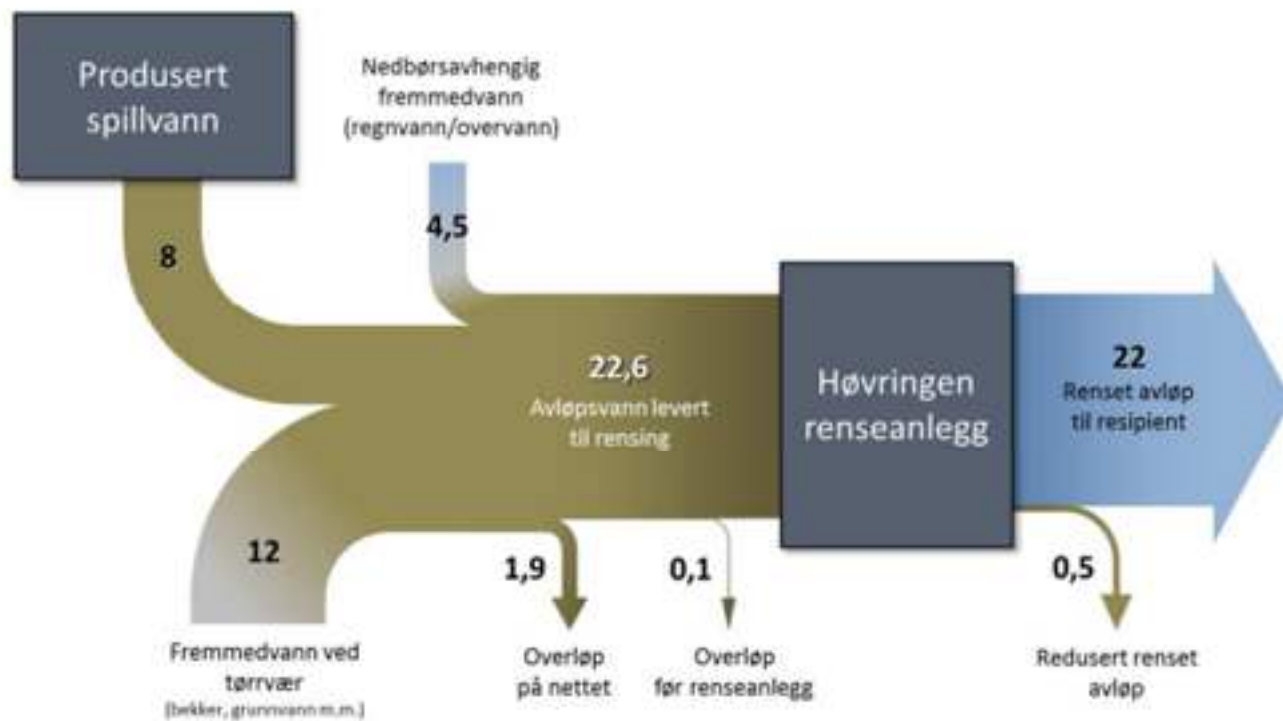 Produsert
spillvann
Nedbørsavhengig
fremmedvann
(regnvann/overvann)
4,5
8
22,6
Avløpsvann levert
til rensing
Høvringen
renseanlegg
22
Renset avløp
til resipient
12
1,9
0,1
0,5
Fremmedvann ved
tørrvær
(bekker, grunnvann m.m.)
Overløp
på nettet
Overløp
før renseanlegg
Redusert renset
avløp